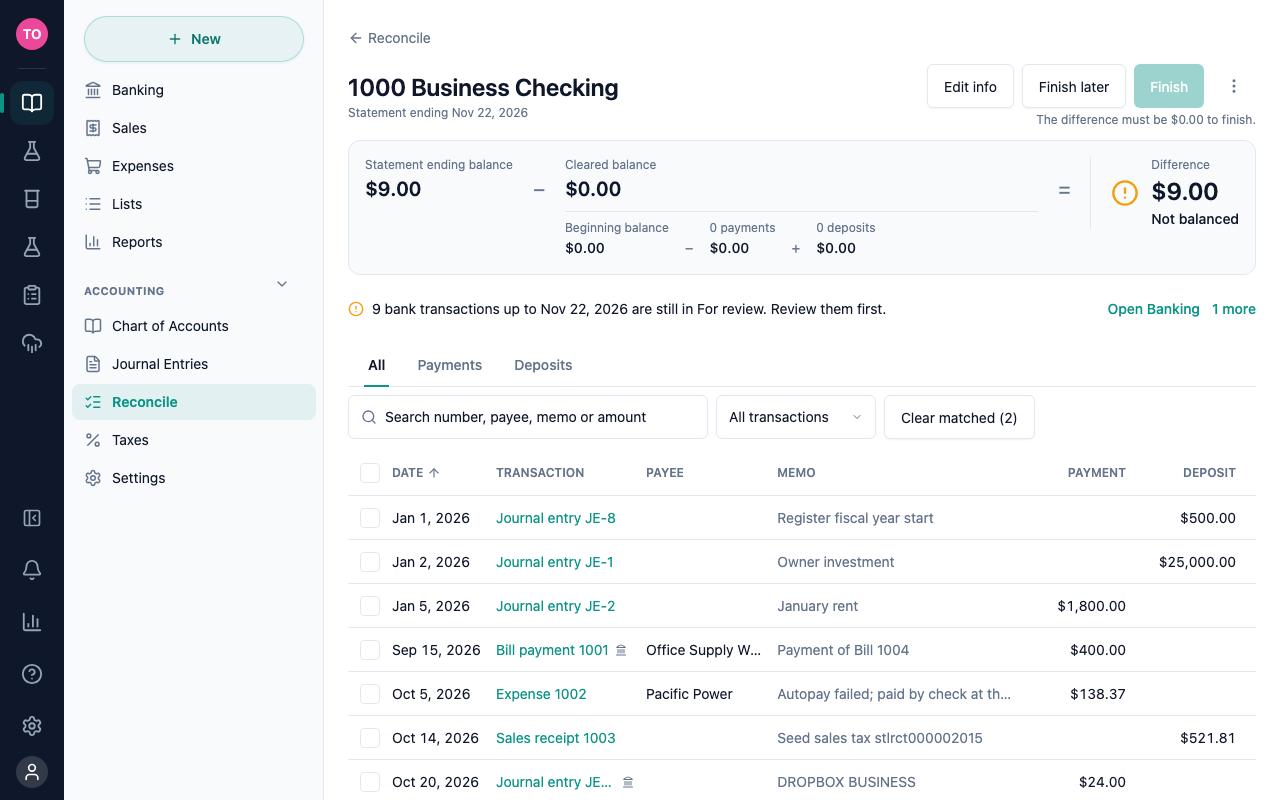 TO
New
Banking
Sales
Expenses
Lists
Reports
ACCOUNTING
Chart of Accounts
Journal Entries
Reconcile
Taxes
Settings
Reconcile
1000 Business Checking
Statement ending Nov 22, 2026
Edit info
Finish later
Finish
The difference must be $0.00 to finish.
Statement ending balance
$9.00
–
Cleared balance
$0.00
Beginning balance
$0.00
–
0 payments
$0.00
+
0 deposits
$0.00
=
Difference
$9.00
Not balanced
9 bank transactions up to Nov 22, 2026 are still in For review. Review them first.
Open Banking 1 more
All Payments Deposits
Search number, payee, memo or amount
All transactions
Clear matched (2)
DATE TRANSACTION PAYEE MEMO PAYMENT DEPOSIT
Jan 1, 2026 Journal entry JE-8 Register fiscal year start $500.00
Jan 2, 2026 Journal entry JE-1 Owner investment $25,000.00
Jan 5, 2026 Journal entry JE-2 January rent $1,800.00
Sep 15, 2026 Bill payment 1001 Office Supply W... Payment of Bill 1004 $400.00
Oct 5, 2026 Expense 1002 Pacific Power Autopay failed; paid by check at th... $138.37
Oct 14, 2026 Sales receipt 1003 Seed sales tax stlrct000002015 $521.81
Oct 20, 2026 Journal entry JE... DROPBOX BUSINESS $24.00